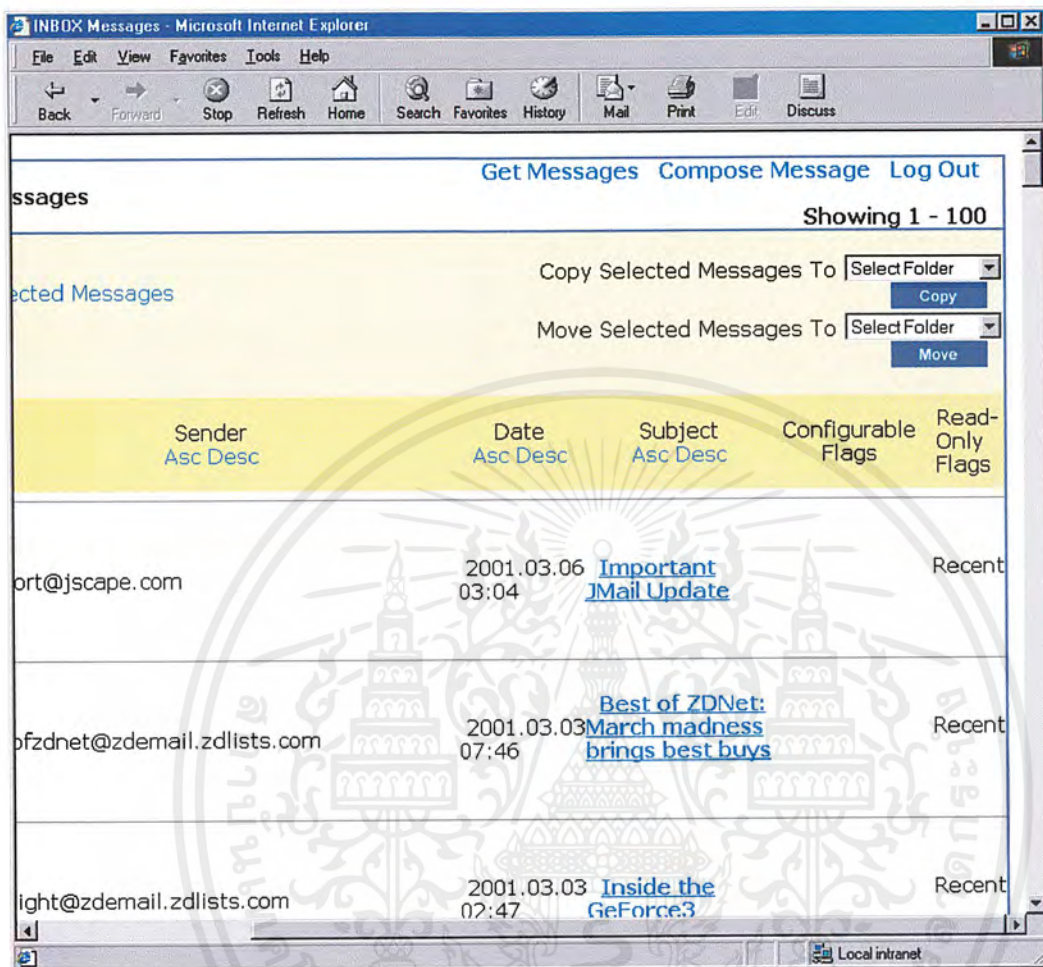 INBOX Messages - Microsoft Internet Explorer
File Edit View Favorites Tools Help
Back Forward Stop Refresh Home Search Favorites History Mail Print Edit Discuss
Get Messages Compose Message Log Out
ssages
Showing 1 - 100
Copy Selected Messages To Select Folder
ected Messages
Copy
Move Selected Messages To Select Folder
Move
Sender Date Subject Configurable Flags Read-Only Flags
Asc Desc Asc Desc Asc Desc
ort@jscape.com 2001.03.06 03:04 Important JMail Update Recent
ofzdnet@zdemail.zdlists.com 2001.03.03 07:46 Best of ZDNet: March madness brings best buys Recent
ight@zdemail.zdlists.com 2001.03.03 02:47 Inside the GeForce3 Recent
Local intranet